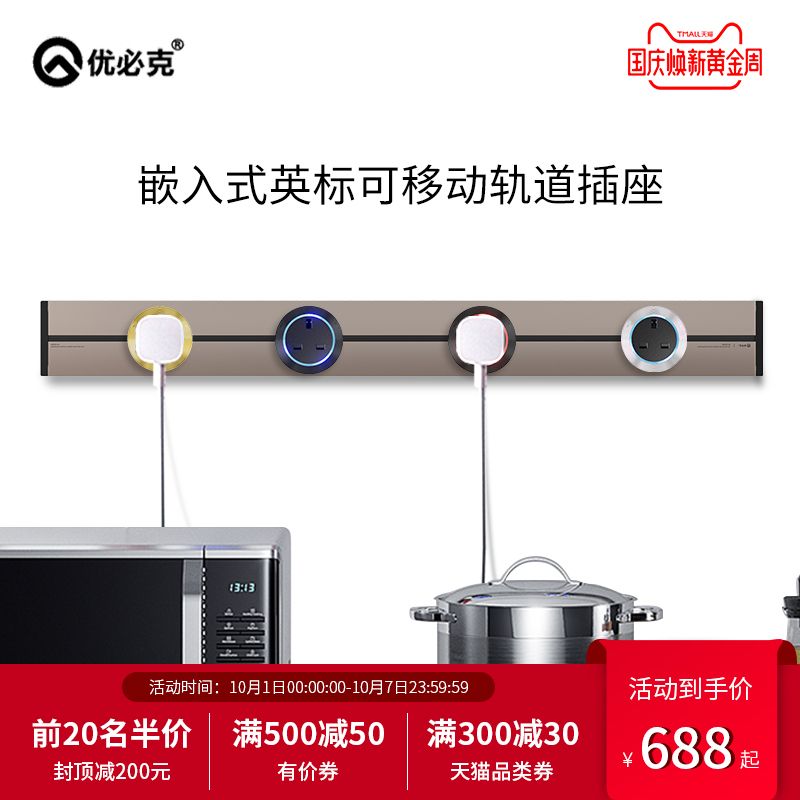 优必克®
TMALL天猫
国庆焕新黄金周
嵌入式英标可移动轨道插座
13:13
活动时间：10月1日00:00:00-10月7日23:59:59
前20名半价
封顶减200元
满500减50
有价券
满300减30
天猫品类券
活动到手价
¥688起